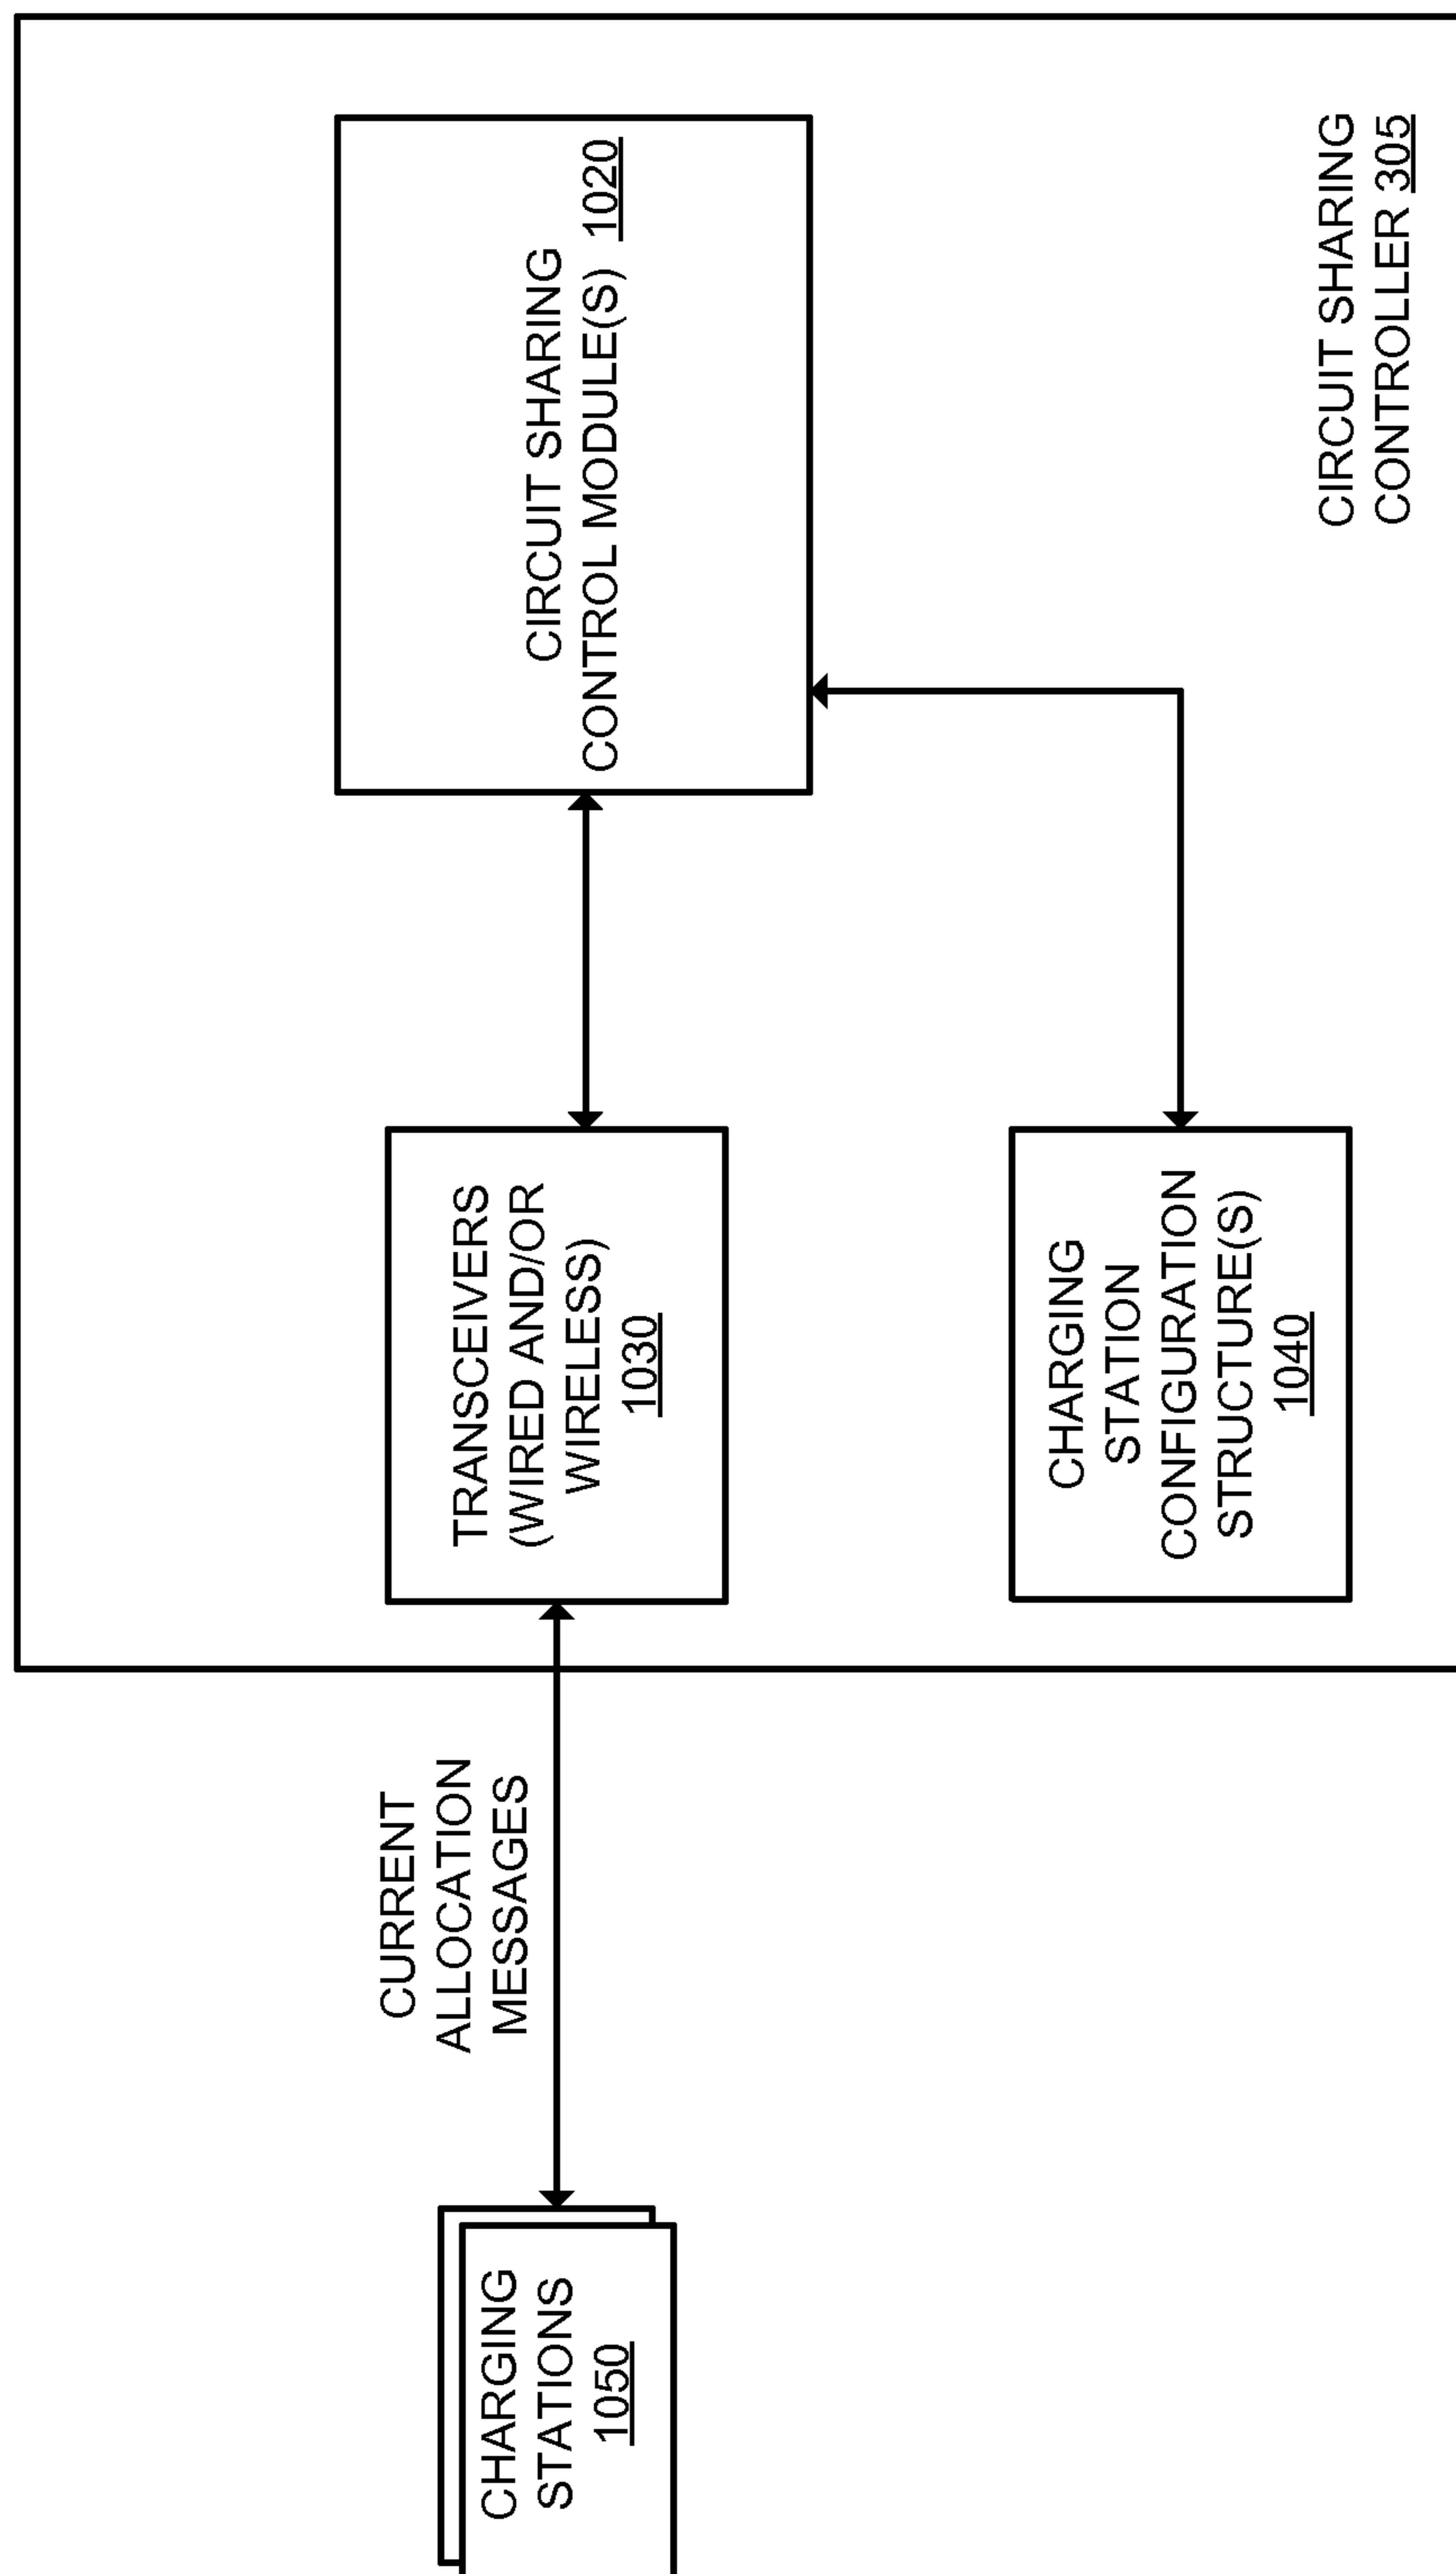 CURRENT
ALLOCATION
MESSAGES
CHARGING
STATIONS
1050
TRANSCEIVERS
(WIRED AND/OR
WIRELESS)
1030
CIRCUIT SHARING
CONTROL MODULE(S) 1020
CHARGING
STATION
CONFIGURATION
STRUCTURE(S)
1040
CIRCUIT SHARING
CONTROLLER 305